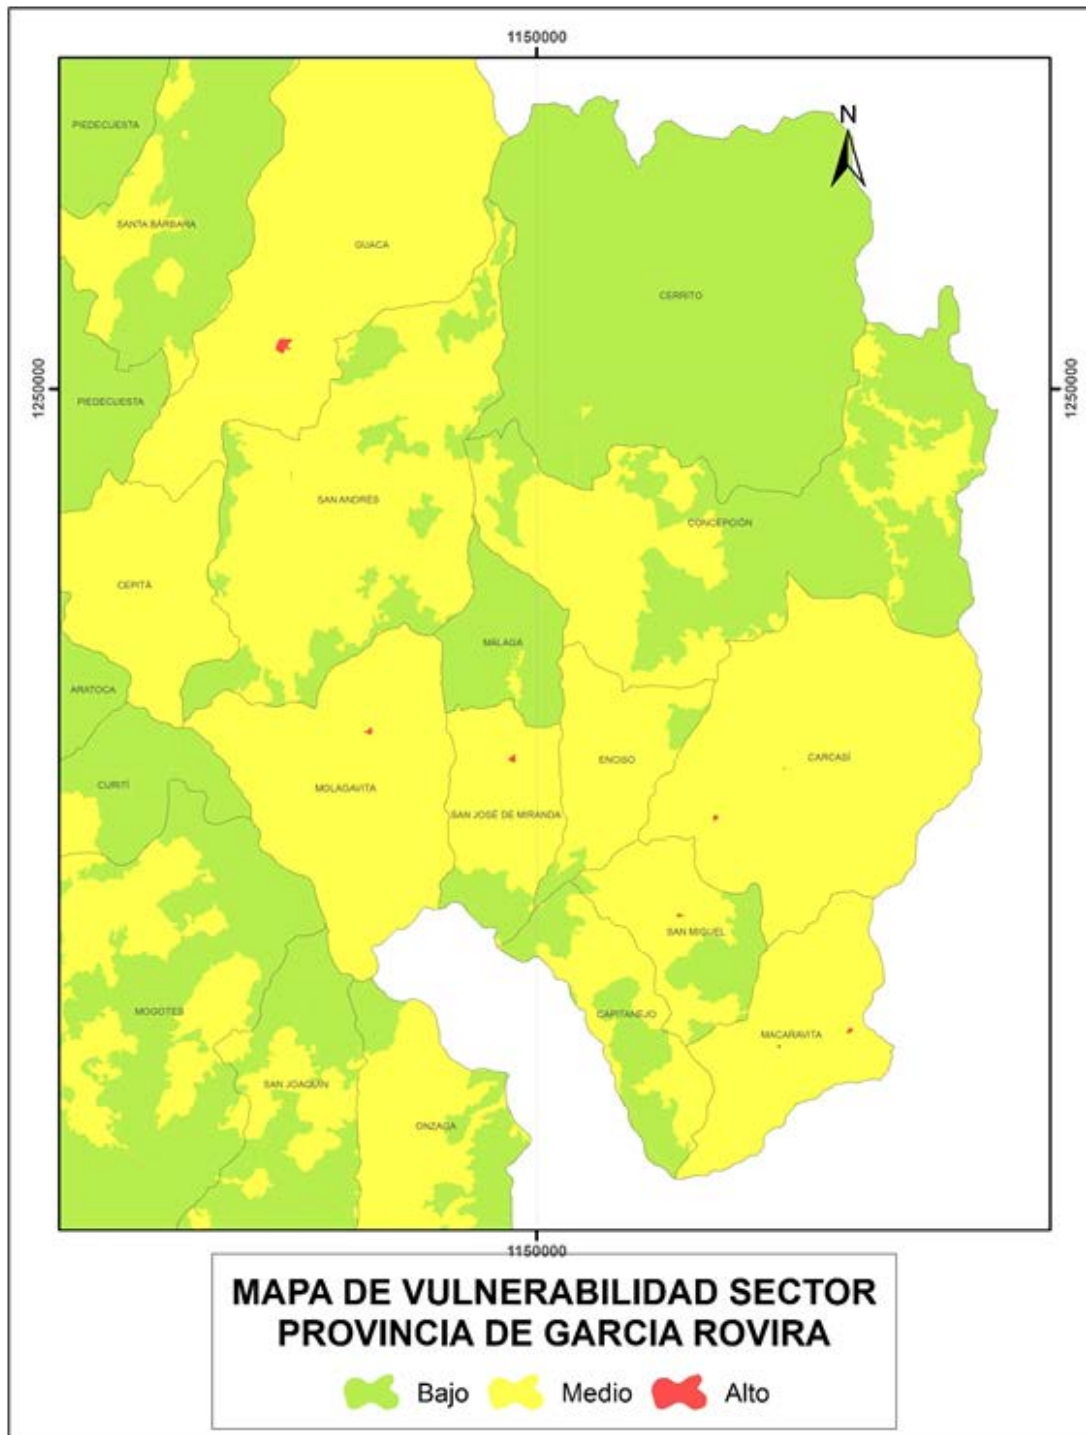 1150000
N
PIEDECUESTA
SANTA BÁRBARA
GUACA
CERRITO
1250000
1250000
PIEDECUESTA
SAN ANDRÉS
CONCEPCIÓN
CEPITÁ
MÁLAGA
ARATOCA
CURITÍ
MOLAGAVITA
SAN JOSÉ DE MIRANDA
ENCISO
CARCASÍ
SAN MIGUEL
MOGOTES
CAPITANEJO
MACARAVITA
SAN JOAQUÍN
ONZAGA
1150000
MAPA DE VULNERABILIDAD SECTOR
PROVINCIA DE GARCIA ROVIRA
Bajo Medio Alto